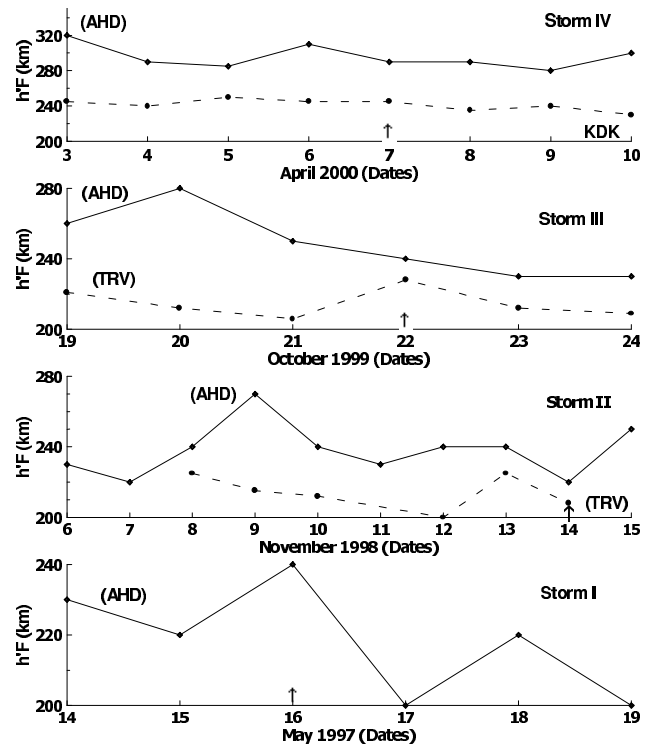 (AHD)
Storm IV
h'F (km)
320
280
240
200
KDK
↑
3 4 5 6 7 8 9 10
April 2000 (Dates)
(AHD)
Storm III
h'F (km)
280
240
200
(TRV)
↑
19 20 21 22 23 24
October 1999 (Dates)
(AHD)
Storm II
h'F (km)
280
240
200
(TRV)
↑
6 7 8 9 10 11 12 13 14 15
November 1998 (Dates)
(AHD)
Storm I
h'F (km)
240
220
200
↑
14 15 16 17 18 19
May 1997 (Dates)